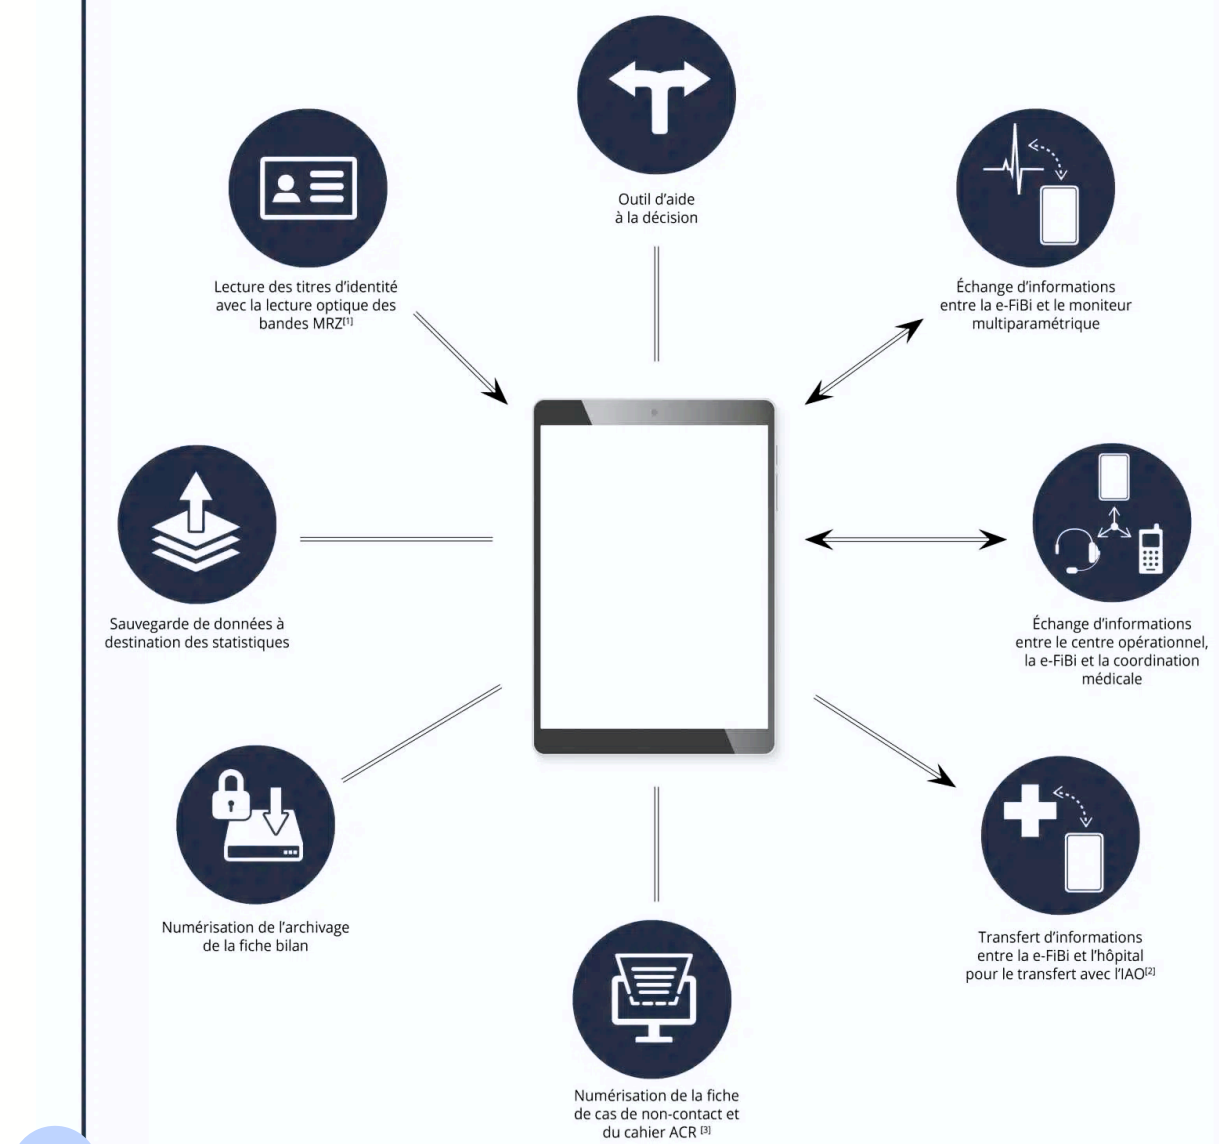 Outil d’aide
à la décision
Lecture des titres d’identité
avec la lecture optique des
bandes MRZ[1]
Échange d’informations
entre la e-FiBi et le moniteur
multiparamétrique
Sauvegarde de données à
destination des statistiques
Échange d’informations
entre le centre opérationnel,
la e-FiBi et la coordination
médicale
Numérisation de l’archivage
de la fiche bilan
Transfert d’informations
entre la e-FiBi et l’hôpital
pour le transfert avec l’IAO[2]
Numérisation de la fiche
de cas de non-contact et
du cahier ACR [3]